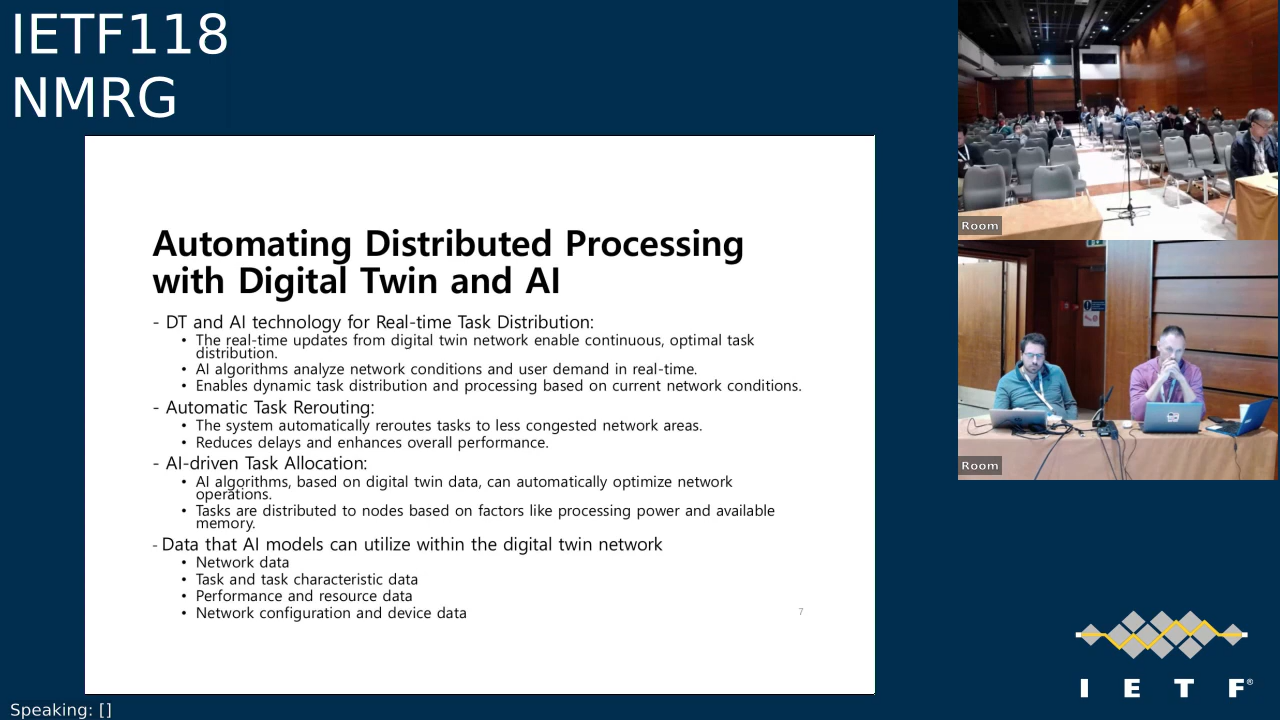 IETF118
NMRG
Automating Distributed Processing
with Digital Twin and AI
- DT and AI technology for Real-time Task Distribution:
• The real-time updates from digital twin network enable continuous, optimal task
distribution.
• AI algorithms analyze network conditions and user demand in real-time.
• Enables dynamic task distribution and processing based on current network conditions.
- Automatic Task Rerouting:
• The system automatically reroutes tasks to less congested network areas.
• Reduces delays and enhances overall performance.
- AI-driven Task Allocation:
• AI algorithms, based on digital twin data, can automatically optimize network
operations.
• Tasks are distributed to nodes based on factors like processing power and available
memory.
- Data that AI models can utilize within the digital twin network
• Network data
• Task and task characteristic data
• Performance and resource data
• Network configuration and device data
7
Room
Room
I E T F®
Speaking: []